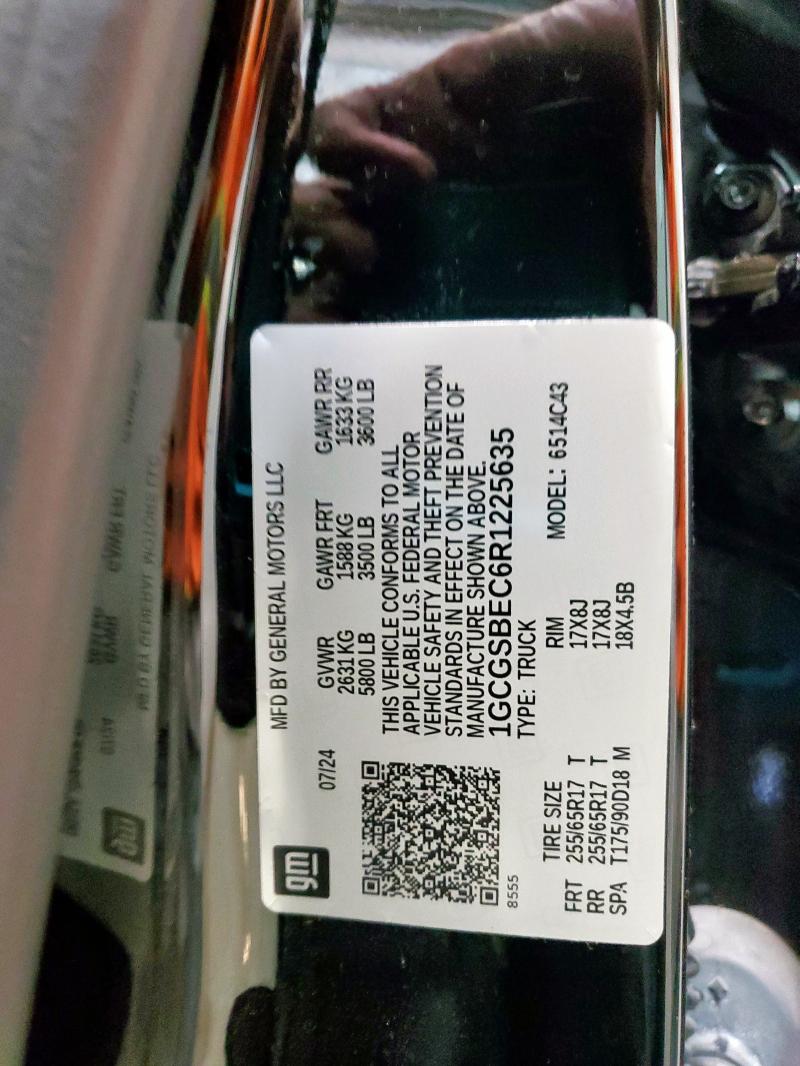 gm
MFD BY GENERAL MOTORS LLC
07/24
GVWR GAWR FRT GAWR RR
2631 KG 1588 KG 1633 KG
5800 LB 3500 LB 3600 LB
THIS VEHICLE CONFORMS TO ALL
APPLICABLE U.S. FEDERAL MOTOR
VEHICLE SAFETY AND THEFT PREVENTION
STANDARDS IN EFFECT ON THE DATE OF
MANUFACTURE SHOWN ABOVE.
1GCGSBEC6R1225635
8555
TYPE: TRUCK
TIRE SIZE RIM MODEL: 6514C43
FRT 255/65R17 T 17X8J
RR 255/65R17 T 17X8J
SPA T175/90D18 M 18X4.5B